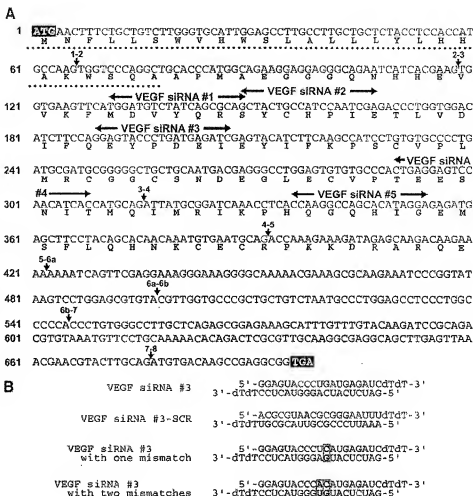 A
1 ATGAACTTTCTGCTGTCTTGGGTGCATTGGAGCCTTGCCTTGCTGCTCTACCTCCACCAT
M N F L L S W V H W S L A L L L Y L H H
1-2 2-3
61 GCCAAGTGGTCCCAGGCTGCACCCATGGCAGAAGGAGGAGGGCAGAATCATCACGAAGTG
A K W S Q A A P M A E G G G Q N H H E V
VEGF siRNA #1 VEGF siRNA #2
121 GTGAAGTTCATGGATGTCTATCAGCGCAGCTACTGCCATCCAATCGAGACCCTGGTGGAC
V K F M D V Y Q R S Y C H P I E T L V D
VEGF siRNA #3
181 ATCTTCCAGGAGTACCCTGATGAGATCGAGTACATCTTCAAGCCATCCTGTGTGCCCCTG
I F Q E Y P D E I E Y I F K P S C V P L
VEGF siRNA
241 ATGCGATGCGGGGGCTGCTGCAATGACGAGGGCCTGGAGTGTGTGCCCACTGAGGAGTCC
M R C G G C C N D E G L E C V P T E E S
#4 3-4 VEGF siRNA #5
301 AACATCACCATGCAGATTATGCGGATCAAACCTCACCAAGGCCAGCACATAGGAGAGATG
N I T M Q I M R I K P H Q G Q H I G E M
4-5
361 AGCTTCCTACAGCACAACAAATGTGAATGCAGACCAAAGAAAGATAGAGCAAGACAAGAA
S F L Q H N K C E C R P K K D R A R Q E
5-6a
421 AAAAAATCAGTTCGAGGAAAGGGAAAGGGGCAAAAACGAAAGCGCAAGAAATCCCGGTAT
6a-6b
481 AAGTCCTGGAGCGTGTACGTTGGTGCCCGCTGCTGTCTAATGCCCTGGAGCCTCCCTGGC
6b-7
541 CCCCACCCTGTGGGCCTTGCTCAGAGCGGAGAAAGCATTTGTTTGTACAAGATCCGCAGA
601 CGTGTAAATGTTCCTGCAAAAACACAGACTCGCGTTGCAAGGCGAGGCAGCTTGAGTTAA
7-8
661 ACGAACGTACTTGCAGATGTGACAAGCCGAGGCGGTGA
B
VEGF siRNA #3 5'-GGAGUACCCUGAUGAGAUCdTdT-3'
3'-dTdTCCUCAUGGGACUACUCUAG-5'
VEGF siRNA #3-SCR 5'-ACGCGUAACGCGGGAAUUUdTdT-3'
3'-dTdTUGCGCAUUGCGCCCUUAAA-5'
VEGF siRNA #3 5'-GGAGUACCCUCAUGAGAUCdTdT-3'
with one mismatch 3'-dTdTCCUCAUGGGAGUACUCUAG-5'
VEGF siRNA #3 5'-GGAGUACCCACAUGAGAUCdTdT-3'
with two mismatches 3'-dTdTCCUCAUGGGUGUACUCUAG-5'